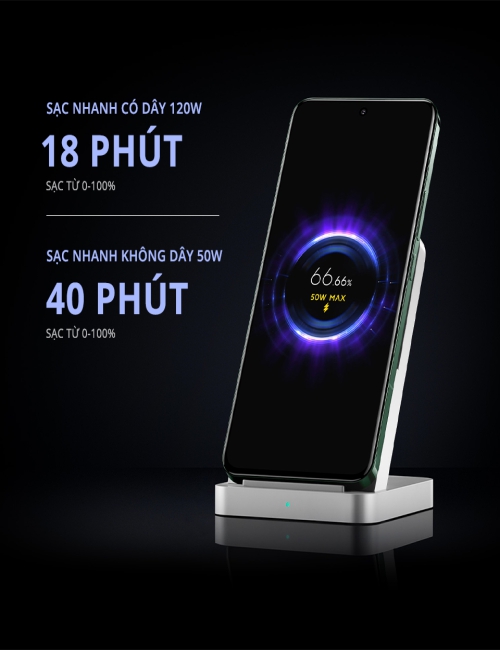 SẠC NHANH CÓ DÂY 120W
18 PHÚT
SẠC TỪ 0-100%
SẠC NHANH KHÔNG DÂY 50W
40 PHÚT
SẠC TỪ 0-100%
66.66%
50W MAX